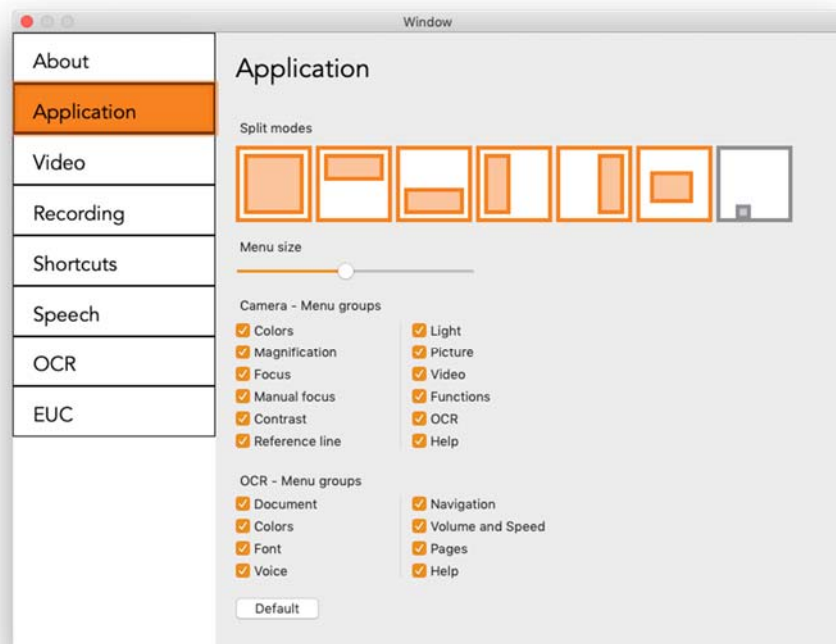 Window
About
Application
Video
Recording
Shortcuts
Speech
OCR
EUC
Application
Split modes
Menu size
Camera - Menu groups
Colors
Magnification
Focus
Manual focus
Contrast
Reference line
Light
Picture
Video
Functions
OCR
Help
OCR - Menu groups
Document
Colors
Font
Voice
Navigation
Volume and Speed
Pages
Help
Default